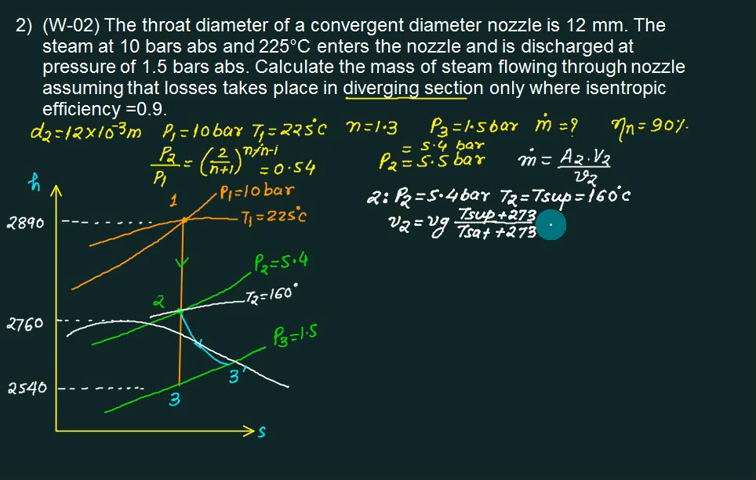 2) (W-02) The throat diameter of a convergent diameter nozzle is 12 mm. The
steam at 10 bars abs and 225°C enters the nozzle and is discharged at
pressure of 1.5 bars abs. Calculate the mass of steam flowing through nozzle
assuming that losses takes place in diverging section only where isentropic
efficiency =0.9.
d2=12×10⁻³m P1=10bar T1=225°C n=1.3 P3=1.5bar ṁ=? ηn=90%
P2/P1 = (2/n+1)^n/n-1 = 0.54
= 5.4 bar
P2=5.5 bar
ṁ = A2.V2/v2
2: P2=5.4bar T2=Tsup=160°C
v2=vg Tsup+273/Tsat+273
h
1
P1=10bar
T1=225°C
2890
P2=5.4
T2=160°
2
2760
P3=1.5
3'
2540
3
s